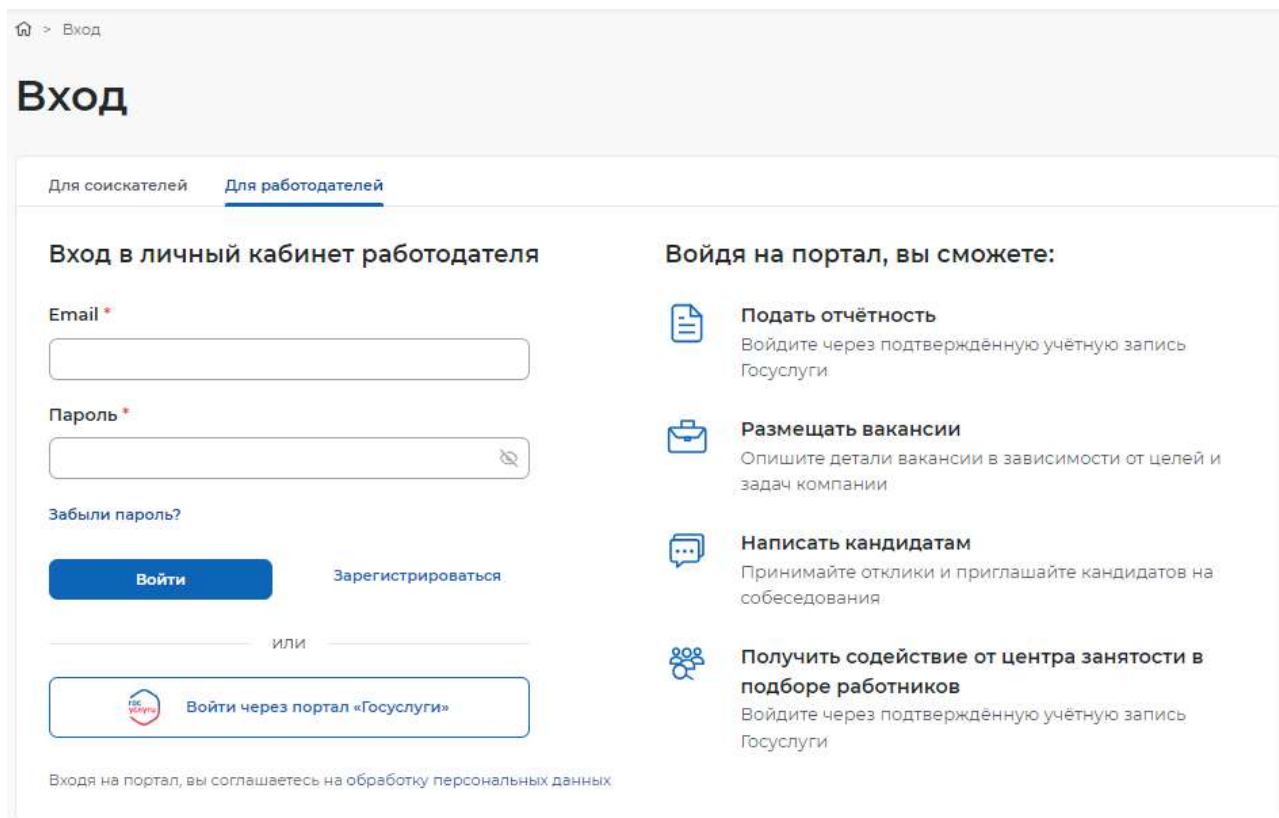 > Вход
Вход
Для соискателей Для работодателей
Вход в личный кабинет работодателя
Email *
Пароль *
Забыли пароль?
Войти Зарегистрироваться
или
гос
услуги
Войти через портал «Госуслуги»
Входя на портал, вы соглашаетесь на обработку персональных данных
Войдя на портал, вы сможете:
Подать отчётность
Войдите через подтверждённую учётную запись
Госуслуги
Размещать вакансии
Опишите детали вакансии в зависимости от целей и
задач компании
Написать кандидатам
Принимайте отклики и приглашайте кандидатов на
собеседования
Получить содействие от центра занятости в
подборе работников
Войдите через подтверждённую учётную запись
Госуслуги